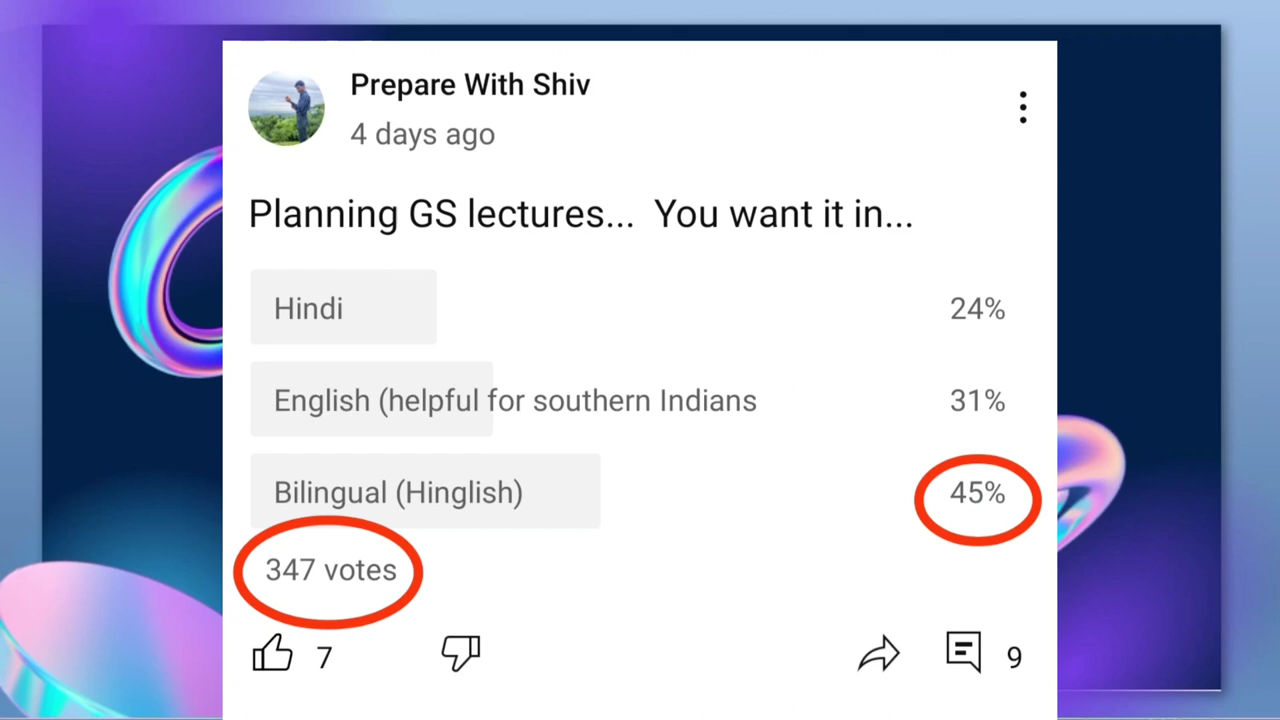 Prepare With Shiv
4 days ago
Planning GS lectures... You want it in...
Hindi 24%
English (helpful for southern Indians 31%
Bilingual (Hinglish) 45%
347 votes
7 9